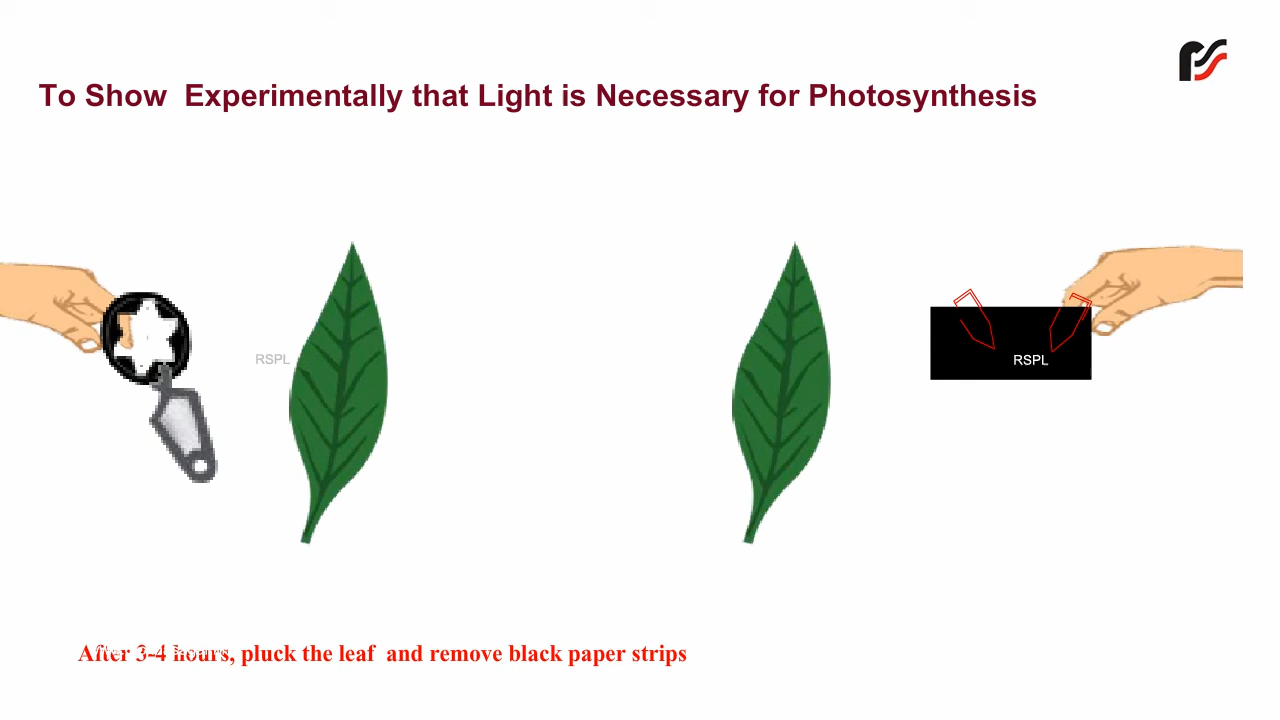 To Show Experimentally that Light is Necessary for Photosynthesis
RSPL
RSPL
After 3-4 hours, pluck the leaf and remove black paper strips